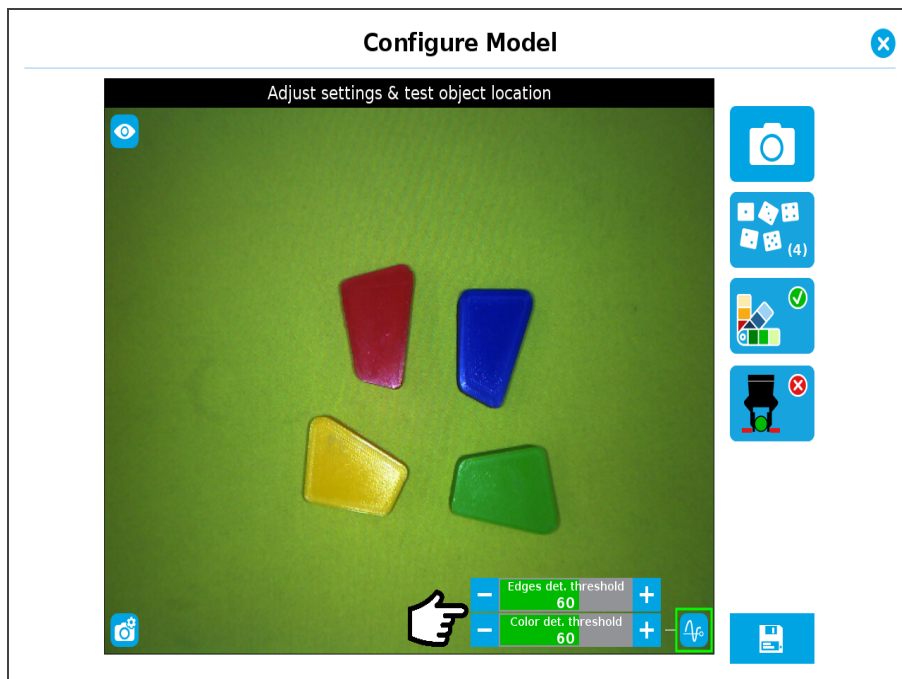 Configure Model
Adjust settings & test object location
(4)
Edges det. threshold
60
Color det. threshold
60